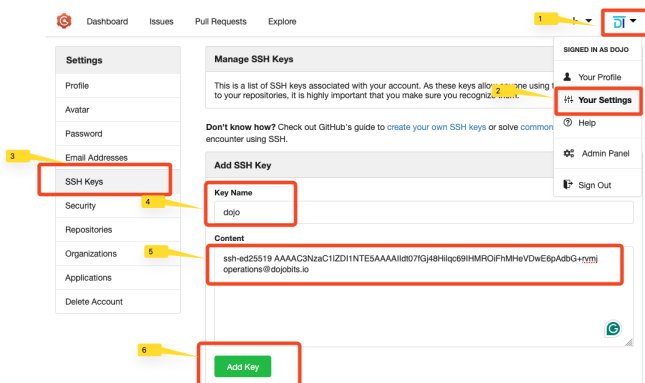 Dashboard Issues Pull Requests Explore
1
SIGNED IN AS DOJO
Your Profile
Your Settings
Help
Admin Panel
Sign Out
2
Settings
Profile
Avatar
Password
Email Addresses
SSH Keys
Security
Repositories
Organizations
Applications
Delete Account
3
Manage SSH Keys
This is a list of SSH keys associated with your account. As these keys allow anyone using
to your repositories, it is highly important that you make sure you recognize them.
Don't know how? Check out GitHub's guide to create your own SSH keys or solve common
encounter using SSH.
Add SSH Key
Key Name
4
dojo
Content
5
ssh-ed25519 AAAAC3NzaC1lZDI1NTE5AAAAIIdt07fGj48Hilqc69IHMROiFhMHeVDwE6pAdbG+rvmj
operations@dojobits.io
6
Add Key